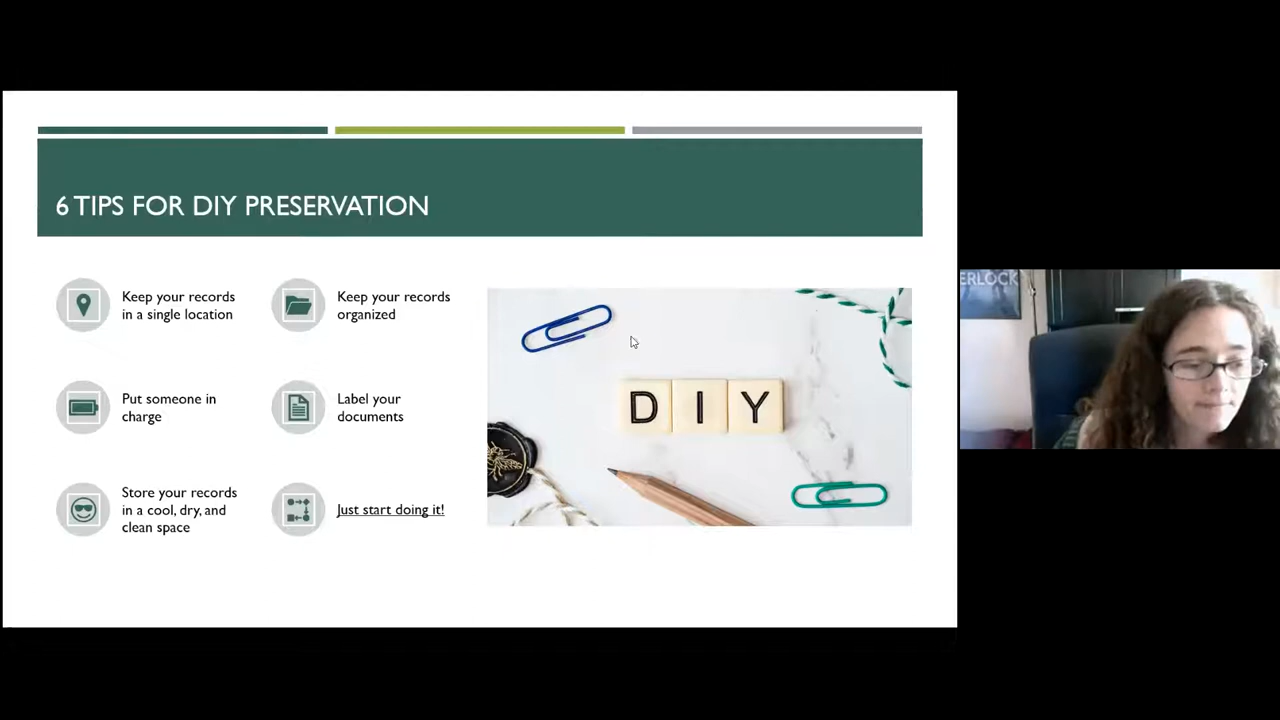 6 TIPS FOR DIY PRESERVATION
Keep your records
in a single location
Keep your records
organized
Put someone in
charge
Label your
documents
Store your records
in a cool, dry, and
clean space
Just start doing it!
D I Y
ERLOCK